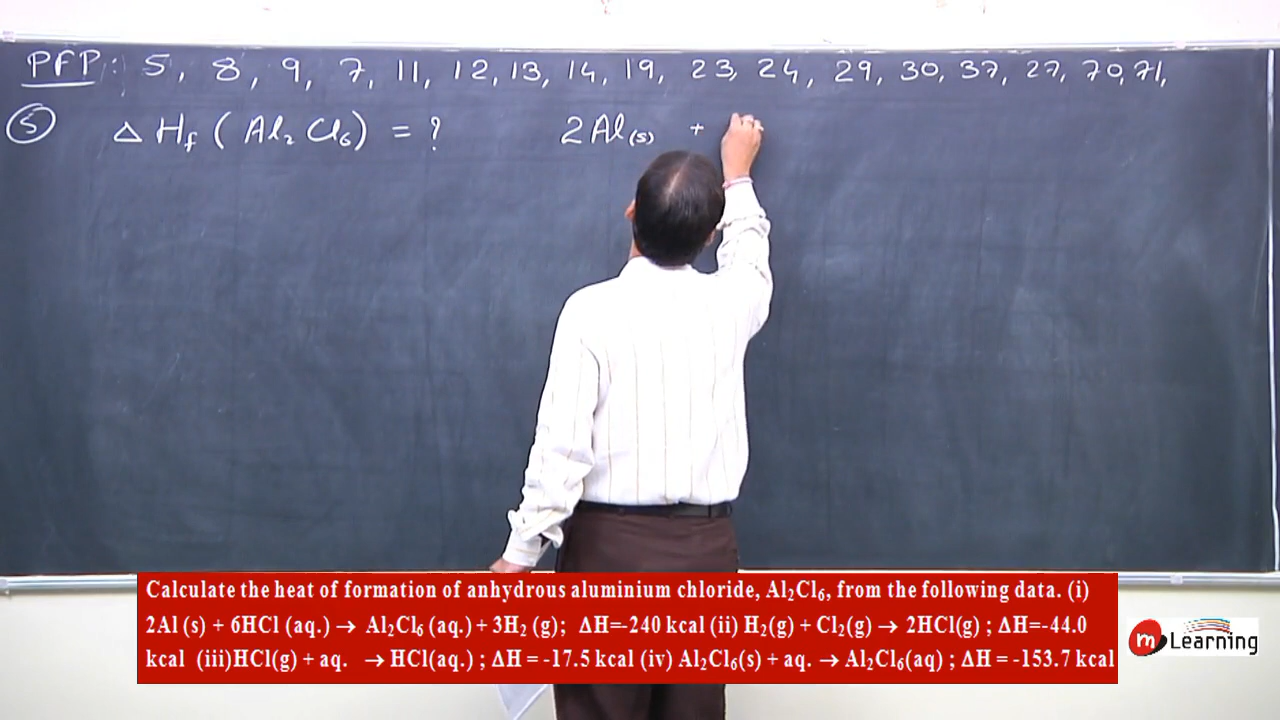 PFP : 5, 8, 9, 7, 11, 12, 13, 14, 19, 23, 24, 29, 30, 37, 27, 70, 71,
5 Δ H_f ( Al₂ Cl₆ ) = ? 2Al(s) +
Calculate the heat of formation of anhydrous aluminium chloride, Al₂Cl₆, from the following data. (i)
2Al (s) + 6HCl (aq.) → Al₂Cl₆ (aq.) + 3H₂ (g); ΔH=-240 kcal (ii) H₂(g) + Cl₂(g) → 2HCl(g) ; ΔH=-44.0
kcal (iii)HCl(g) + aq. → HCl(aq.) ; ΔH = -17.5 kcal (iv) Al₂Cl₆(s) + aq. → Al₂Cl₆(aq) ; ΔH = -153.7 kcal
m Learning